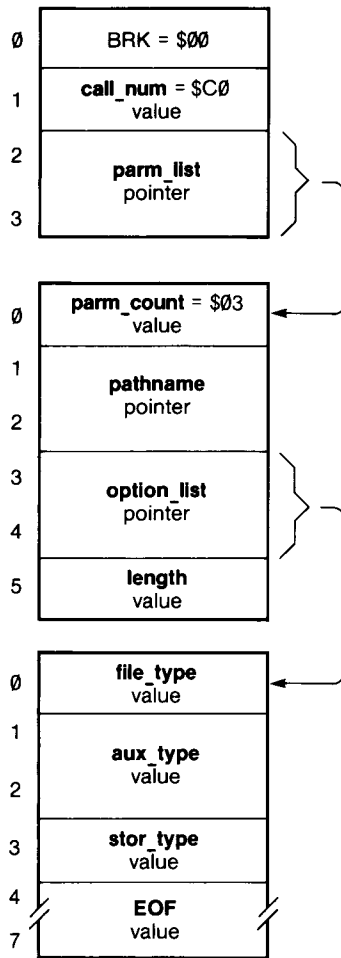 0 BRK = $00
1 call_num = $C0
value
2 parm_list
3 pointer
0 parm_count = $03
value
1 pathname
2 pointer
3 option_list
4 pointer
5 length
value
0 file_type
value
1 aux_type
2 value
3 stor_type
value
4 EOF
7 value